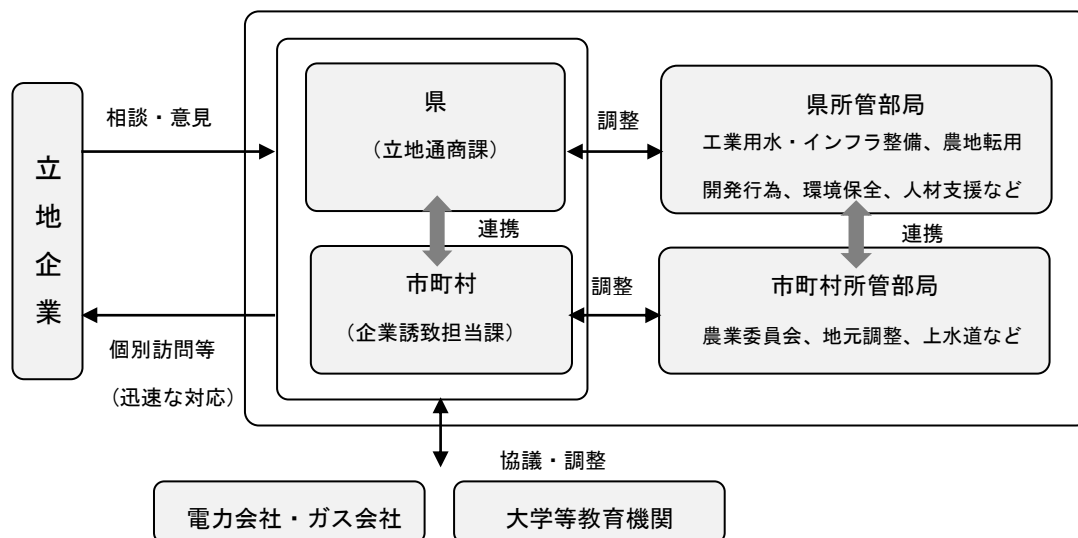 立地企業
相談・意見
個別訪問等
（迅速な対応）
県
（立地通商課）
連携
市町村
（企業誘致担当課）
調整
調整
県所管部局
工業用水・インフラ整備、農地転用
開発行為、環境保全、人材支援など
連携
市町村所管部局
農業委員会、地元調整、上水道など
協議・調整
電力会社・ガス会社
大学等教育機関